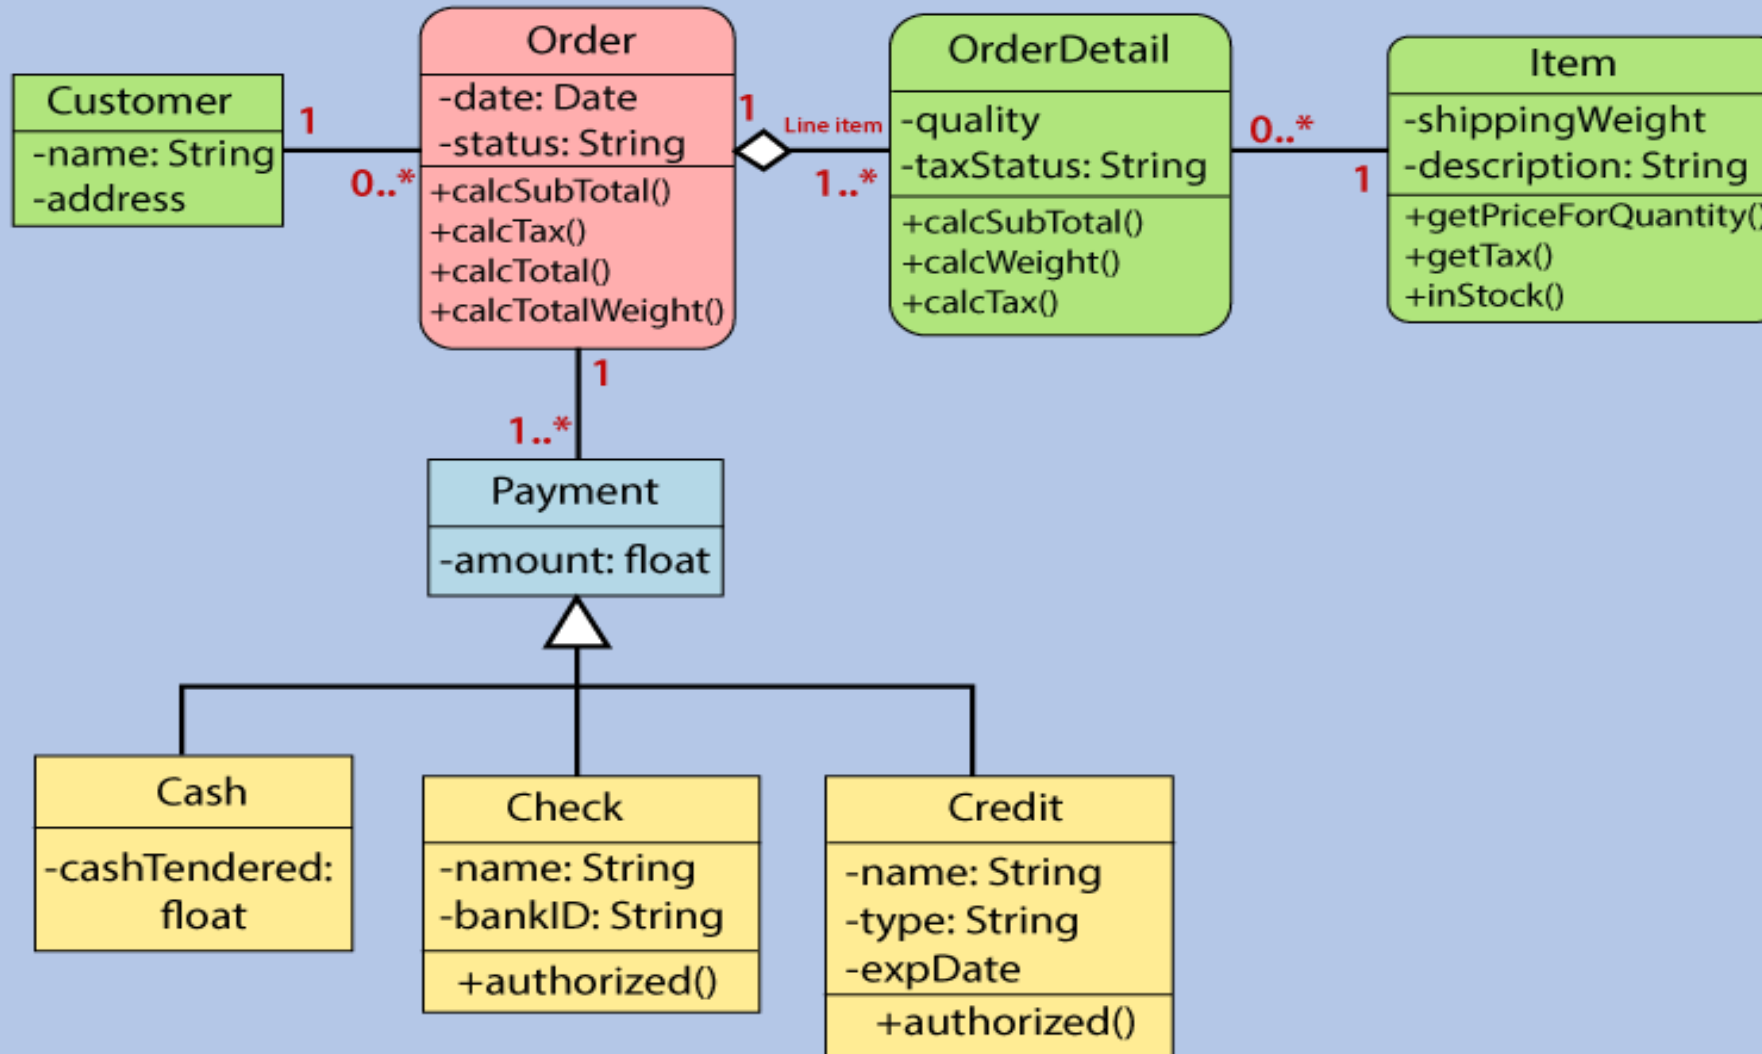 Customer
-name: String
-address
1
0..*
Order
-date: Date
-status: String
+calcSubTotal()
+calcTax()
+calcTotal()
+calcTotalWeight()
1
Line item
1..*
OrderDetail
-quality
-taxStatus: String
+calcSubTotal()
+calcWeight()
+calcTax()
0..*
1
Item
-shippingWeight
-description: String
+getPriceForQuantity()
+getTax()
+inStock()
1
1..*
Payment
-amount: float
Cash
-cashTendered:
float
Check
-name: String
-bankID: String
+authorized()
Credit
-name: String
-type: String
-expDate
+authorized()